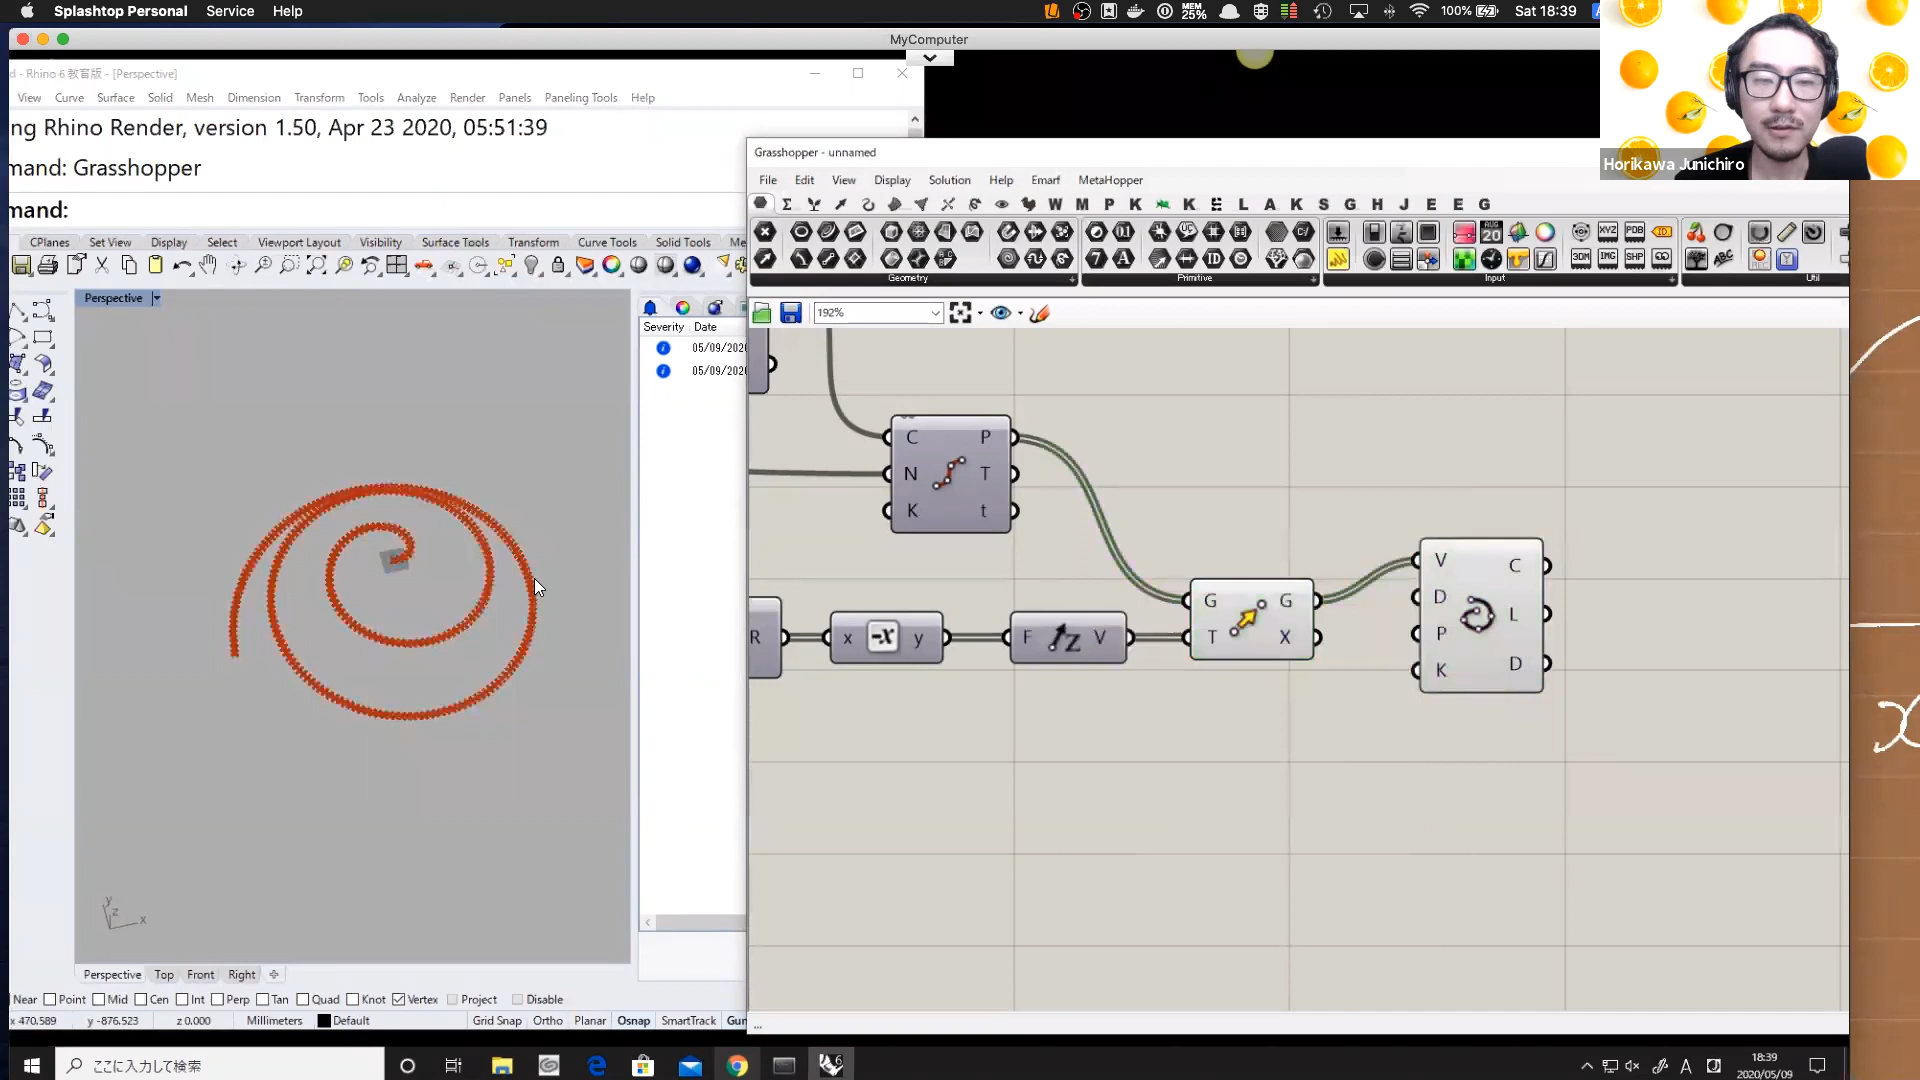 Splashtop Personal Service Help
MEM 25% 100% Sat 18:39
MyComputer
d - Rhino 6 教育版 - [Perspective]
View Curve Surface Solid Mesh Dimension Transform Tools Analyze Render Panels Paneling Tools Help
ng Rhino Render, version 1.50, Apr 23 2020, 05:51:39
mand: Grasshopper
mand:
CPlanes Set View Display Select Viewport Layout Visibility Surface Tools Transform Curve Tools Solid Tools Me
Perspective
Severity Date
05/09/2020
05/09/2020
y z x
Perspective Top Front Right
Near Point Mid Cen Int Perp Tan Quad Knot Vertex Project Disable
x 470.589 y -876.523 z 0.000 Millimeters Default Grid Snap Ortho Planar Osnap SmartTrack Gum
Grasshopper - unnamed
File Edit View Display Solution Help Emarf MetaHopper
W M P K K L A K S G H J E E G
Geometry Primitive Input Util
192%
C P
N T
K t
R
x -x y
F Z V
G G
T X
V C
D L
P
K D
...
Horikawa Junichiro
x
ここに入力して検索
A 18:39
2020/05/09